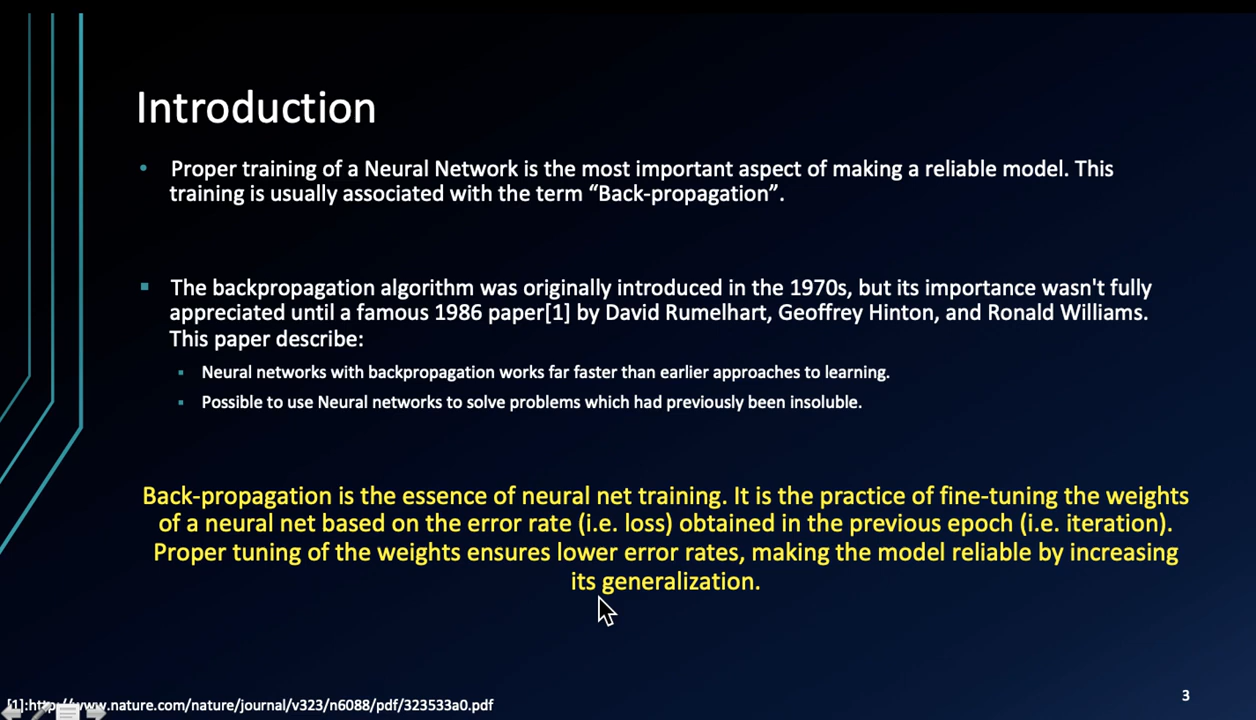 Introduction
Proper training of a Neural Network is the most important aspect of making a reliable model. This
training is usually associated with the term “Back-propagation”.
The backpropagation algorithm was originally introduced in the 1970s, but its importance wasn't fully
appreciated until a famous 1986 paper[1] by David Rumelhart, Geoffrey Hinton, and Ronald Williams.
This paper describe:
Neural networks with backpropagation works far faster than earlier approaches to learning.
Possible to use Neural networks to solve problems which had previously been insoluble.
Back-propagation is the essence of neural net training. It is the practice of fine-tuning the weights
of a neural net based on the error rate (i.e. loss) obtained in the previous epoch (i.e. iteration).
Proper tuning of the weights ensures lower error rates, making the model reliable by increasing
its generalization.
[1]:http://www.nature.com/nature/journal/v323/n6088/pdf/323533a0.pdf
3